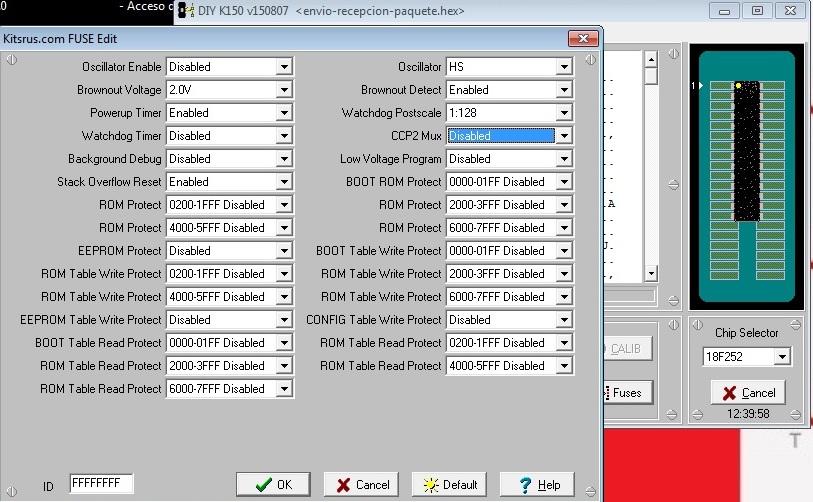 0
- Acceso d
DIY K150 v150807 <envio-recepcion-paquete.hex>
Kitsrus.com FUSE Edit
Oscillator Enable Disabled Oscillator HS
Brownout Voltage 2.0V Brownout Detect Enabled
Powerup Timer Enabled Watchdog Postscale 1:128
Watchdog Timer Disabled CCP2 Mux Disabled
Background Debug Disabled Low Voltage Program Disabled
Stack Overflow Reset Enabled BOOT ROM Protect 0000-01FF Disabled
ROM Protect 0200-1FFF Disabled ROM Protect 2000-3FFF Disabled
ROM Protect 4000-5FFF Disabled ROM Protect 6000-7FFF Disabled
EEPROM Protect Disabled BOOT Table Write Protect 0000-01FF Disabled
ROM Table Write Protect 0200-1FFF Disabled ROM Table Write Protect 2000-3FFF Disabled
ROM Table Write Protect 4000-5FFF Disabled ROM Table Write Protect 6000-7FFF Disabled
EEPROM Table Write Protect Disabled CONFIG Table Write Protect Disabled
BOOT Table Read Protect 0000-01FF Disabled ROM Table Read Protect 0200-1FFF Disabled
ROM Table Read Protect 2000-3FFF Disabled ROM Table Read Protect 4000-5FFF Disabled
ROM Table Read Protect 6000-7FFF Disabled
ID FFFFFFFF
OK Cancel Default Help
1
CALIB
Fuses
Chip Selector
18F252
Cancel
12:39:58
T